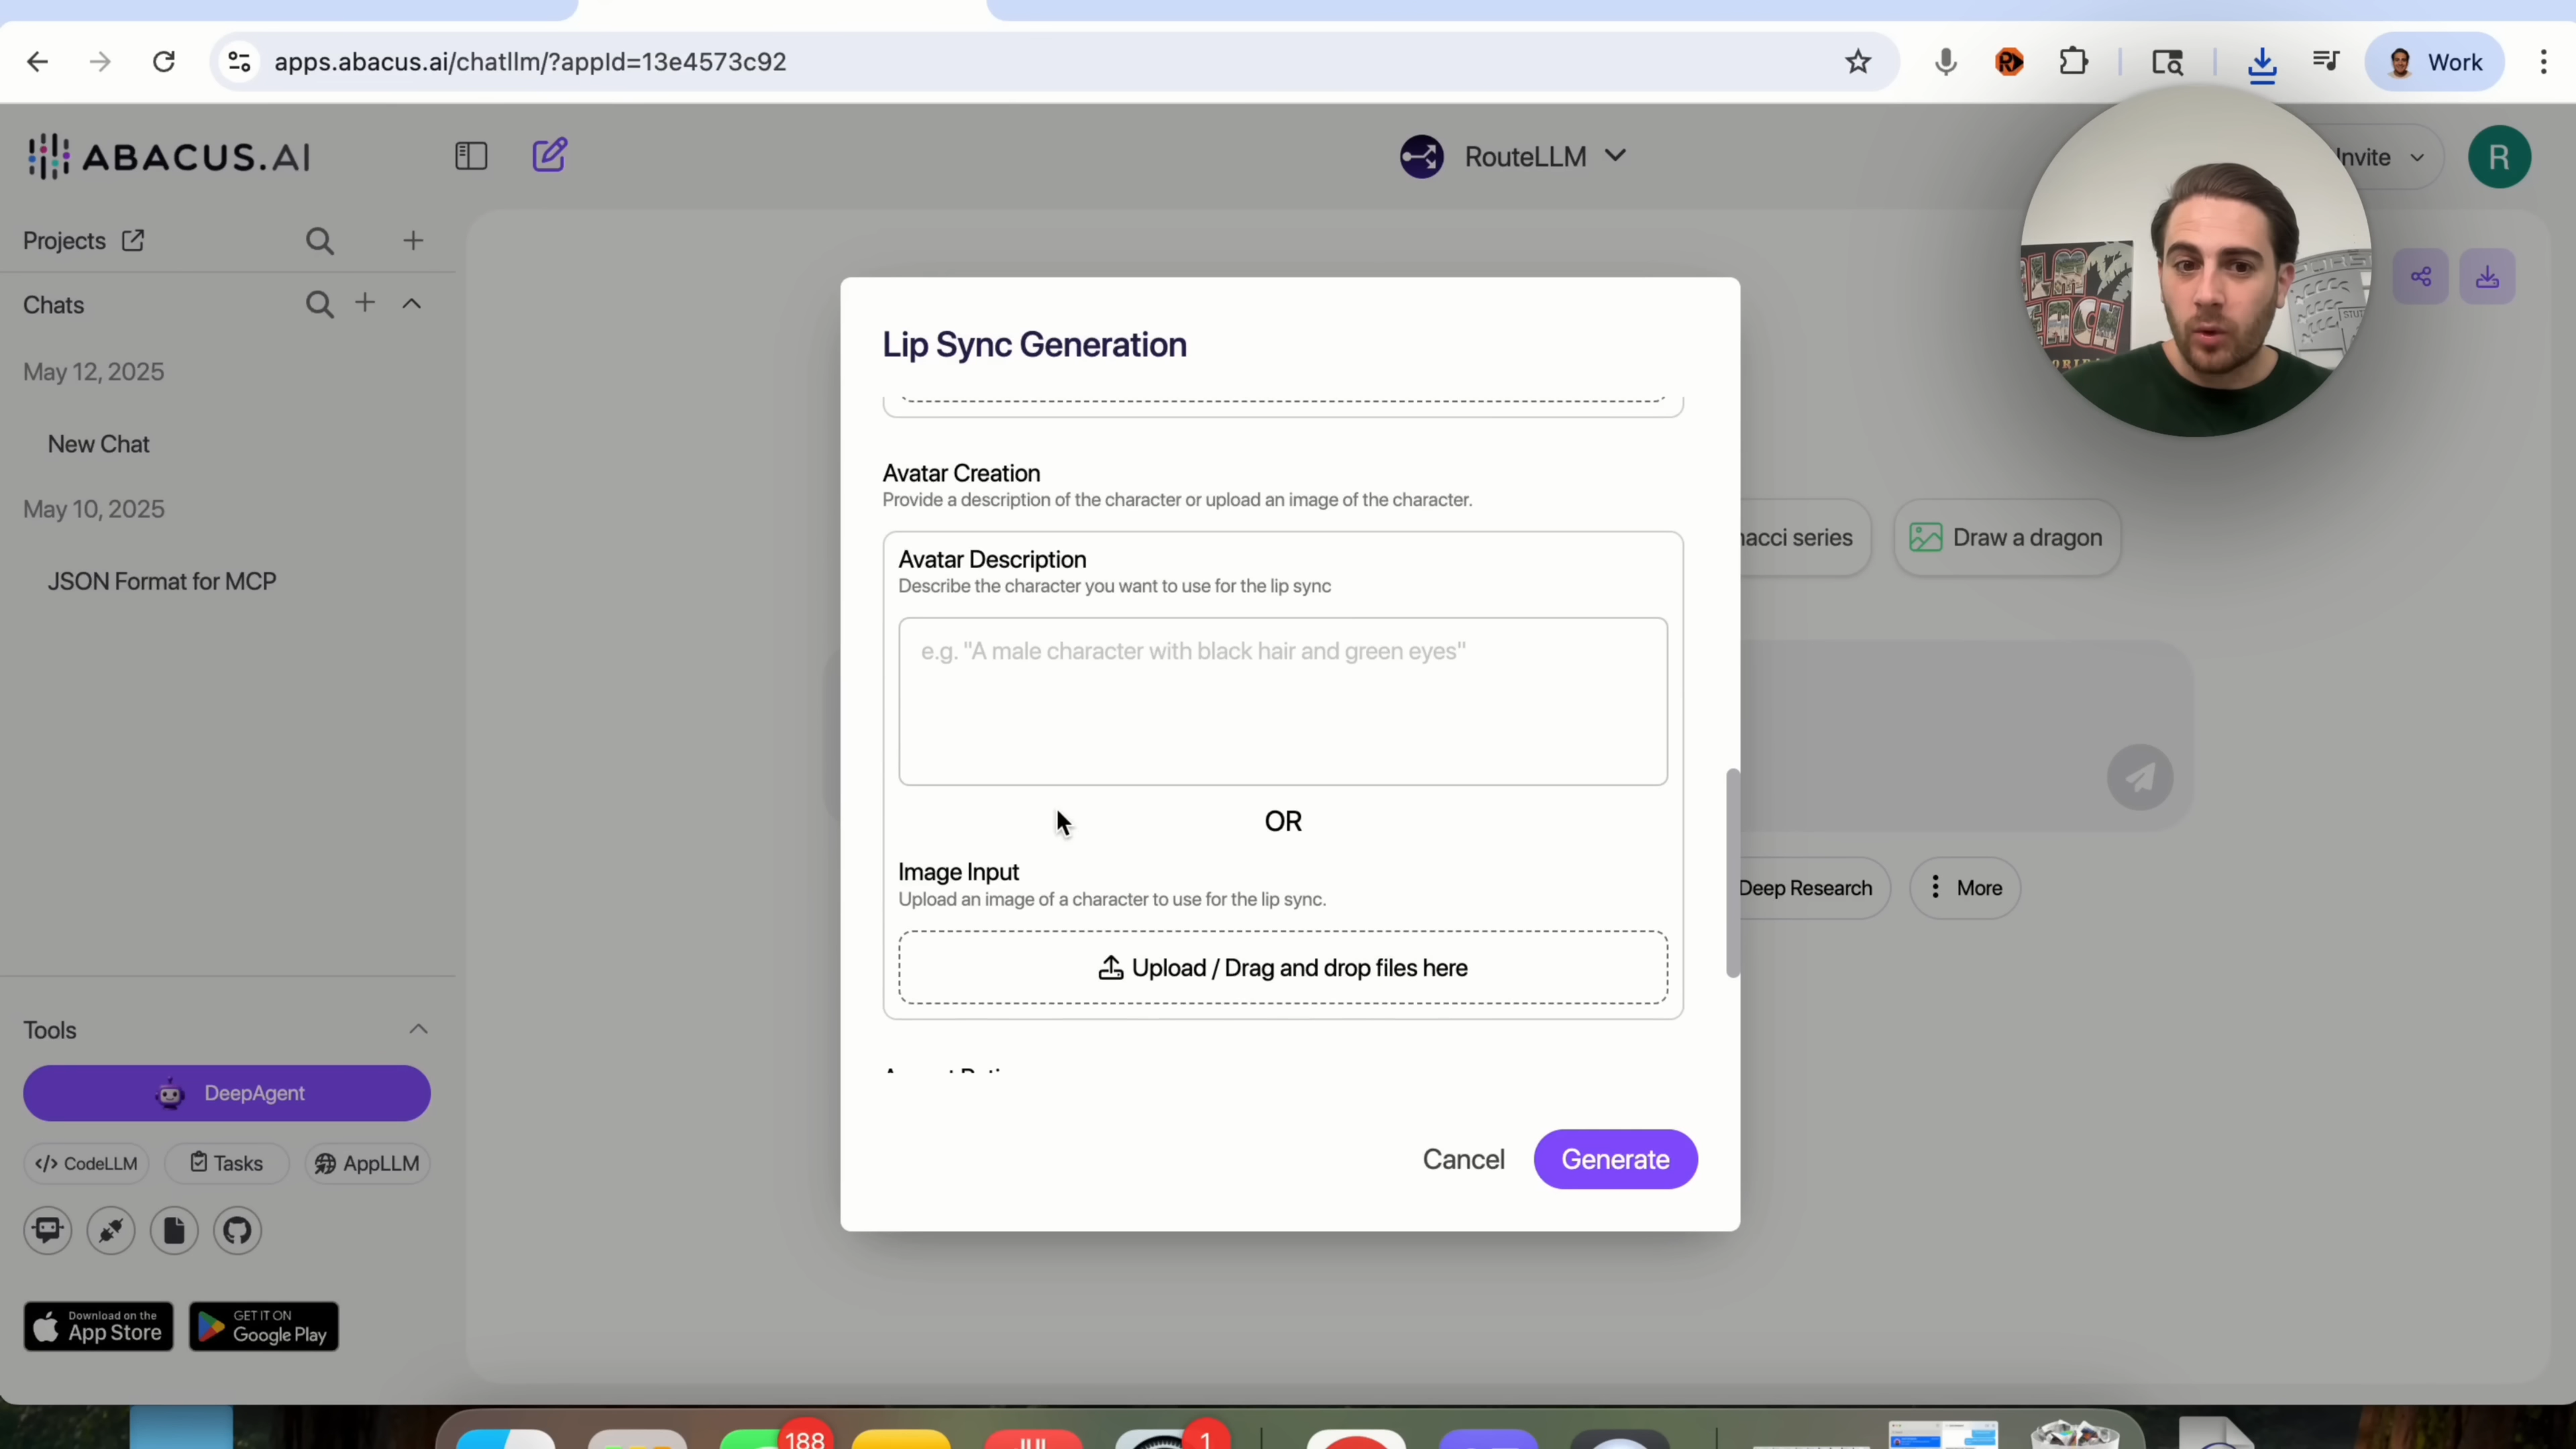 apps.abacus.ai/chatllm/?appId=13e4573c92
Work
ABACUS.AI
RouteLLM
Invite
R
Projects
Chats
May 12, 2025
New Chat
May 10, 2025
JSON Format for MCP
Lip Sync Generation
Avatar Creation
Provide a description of the character or upload an image of the character.
Avatar Description
Describe the character you want to use for the lip sync
e.g. "A male character with black hair and green eyes"
OR
Image Input
Upload an image of a character to use for the lip sync.
Upload / Drag and drop files here
Cancel
Generate
nacci series
Draw a dragon
Deep Research
More
Tools
DeepAgent
</> CodeLLM
Tasks
AppLLM
Download on the
App Store
GET IT ON
Google Play
188
1